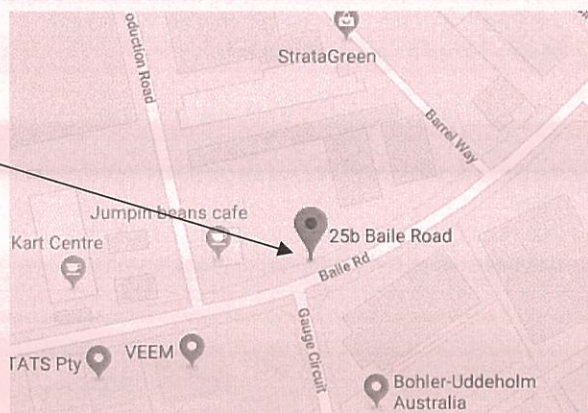 oduction Road
StrataGreen
Barrel Way
Jumpin beans cafe
Kart Centre
25b Baile Road
Baile Rd
Gauge Circuit
TATS Pty
VEEM
Bohler-Uddeholm
Australia